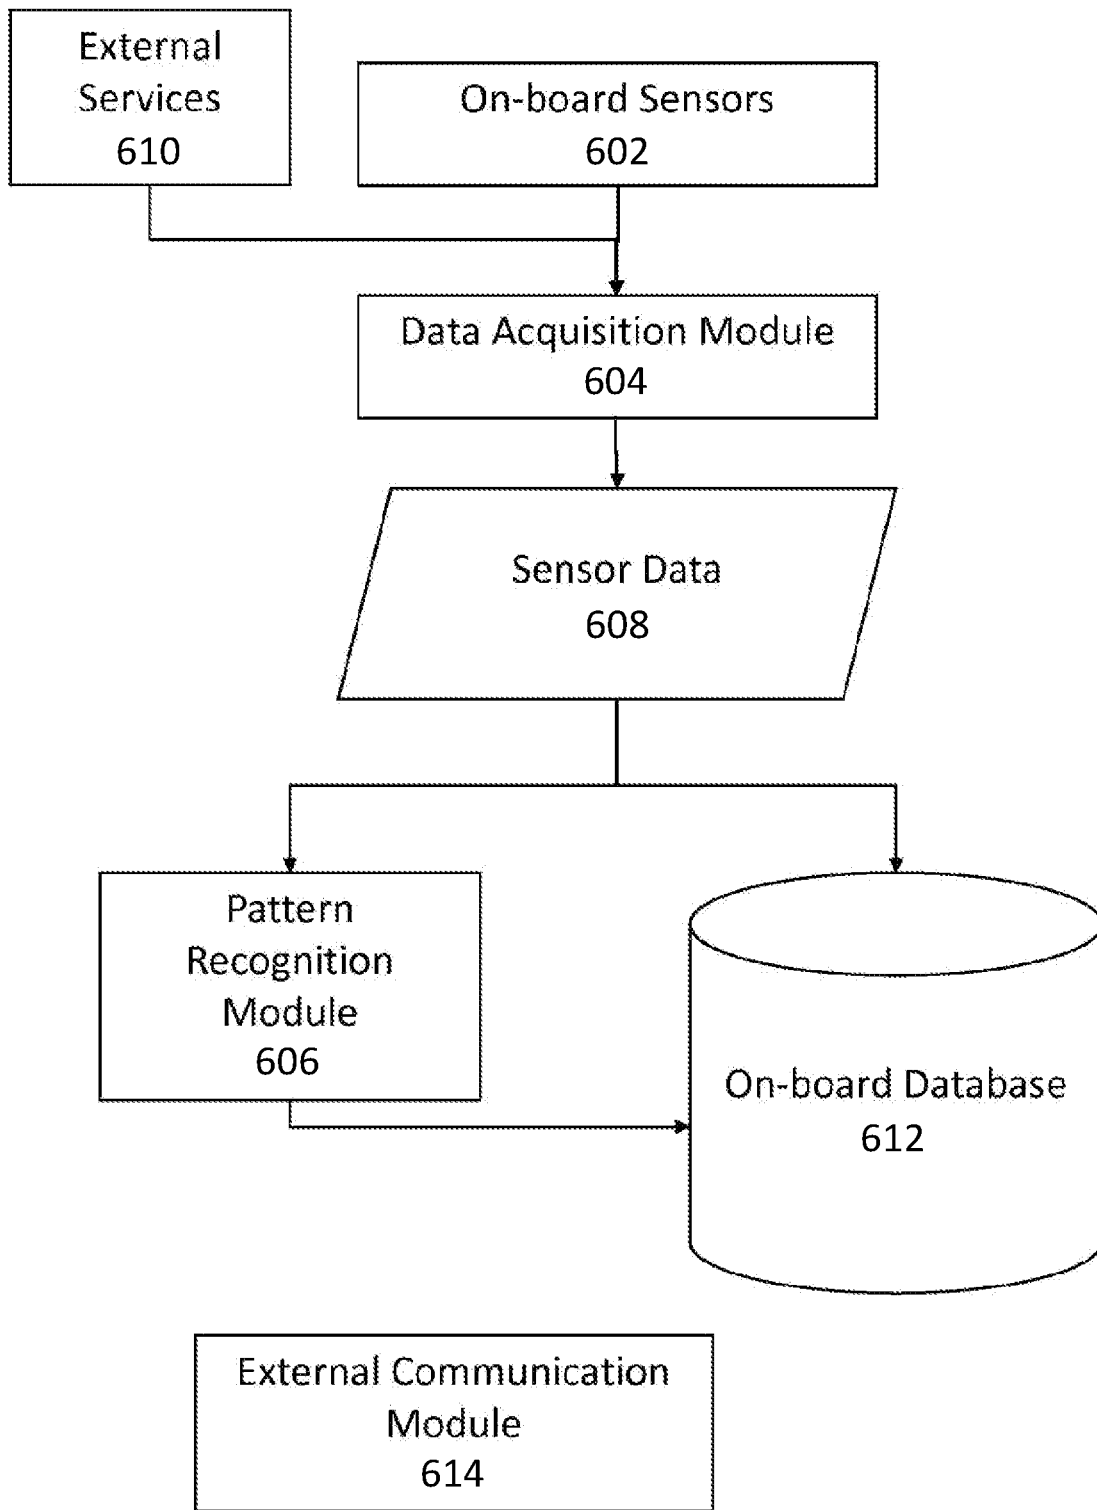 External
Services
610
On-board Sensors
602
Data Acquisition Module
604
Sensor Data
608
Pattern
Recognition
Module
606
On-board Database
612
External Communication
Module
614